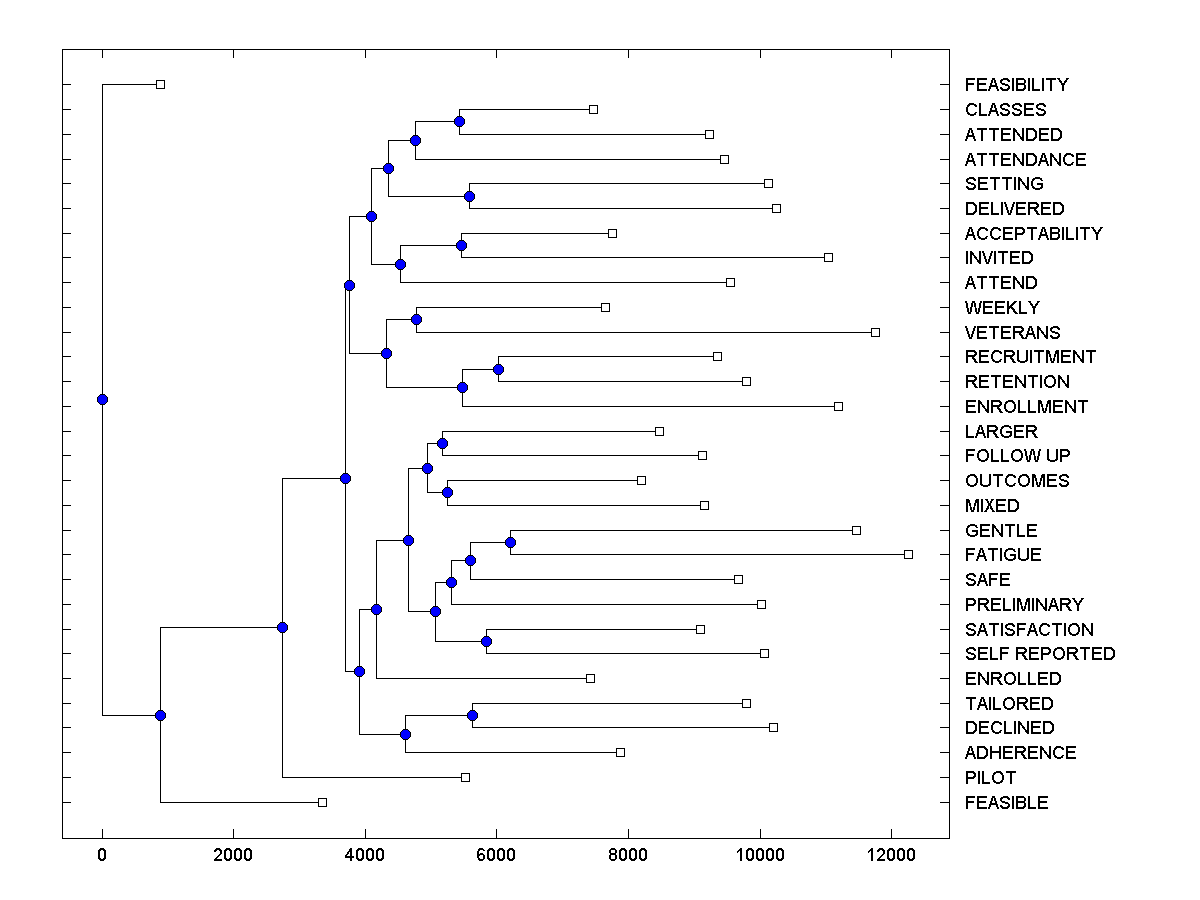 FEASIBILITY
CLASSES
ATTENDED
ATTENDANCE
SETTING
DELIVERED
ACCEPTABILITY
INVITED
ATTEND
WEEKLY
VETERANS
RECRUITMENT
RETENTION
ENROLLMENT
LARGER
FOLLOW UP
OUTCOMES
MIXED
GENTLE
FATIGUE
SAFE
PRELIMINARY
SATISFACTION
SELF REPORTED
ENROLLED
TAILORED
DECLINED
ADHERENCE
PILOT
FEASIBLE
0 2000 4000 6000 8000 10000 12000